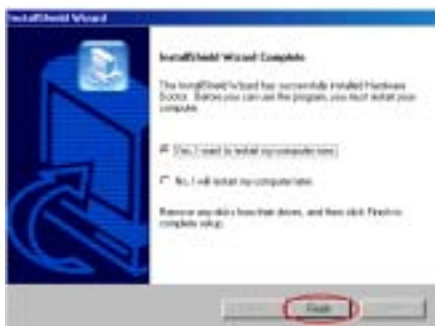 InstallShield Wizard
InstallShield Wizard Complete
The InstallShield Wizard has successfully installed Hardware
Doctor. Before you can use the program, you must restart your
computer.
Yes, I want to restart my computer now.
No, I will restart my computer later.
Remove any disks from their drives, and then click Finish to
complete setup.
Finish